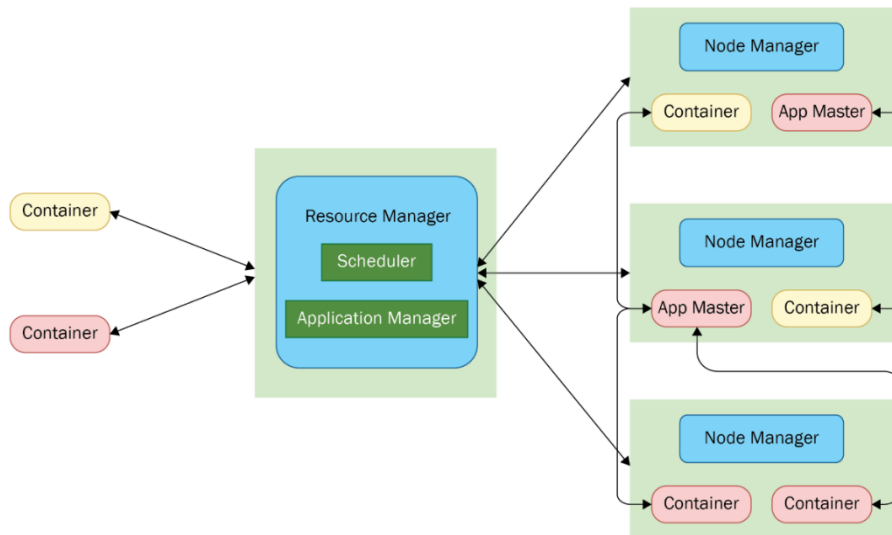 Container
Container
Resource Manager
Scheduler
Application Manager
Node Manager
Container
App Master
Node Manager
App Master
Container
Node Manager
Container
Container